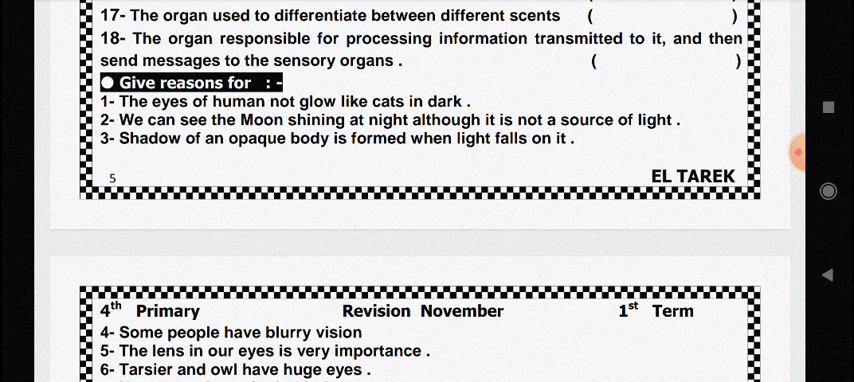 17- The organ used to differentiate between different scents ( )
18- The organ responsible for processing information transmitted to it, and then
send messages to the sensory organs . ( )
● Give reasons for : -
1- The eyes of human not glow like cats in dark .
2- We can see the Moon shining at night although it is not a source of light .
3- Shadow of an opaque body is formed when light falls on it .
5 EL TAREK
4th Primary Revision November 1st Term
4- Some people have blurry vision
5- The lens in our eyes is very importance .
6- Tarsier and owl have huge eyes .